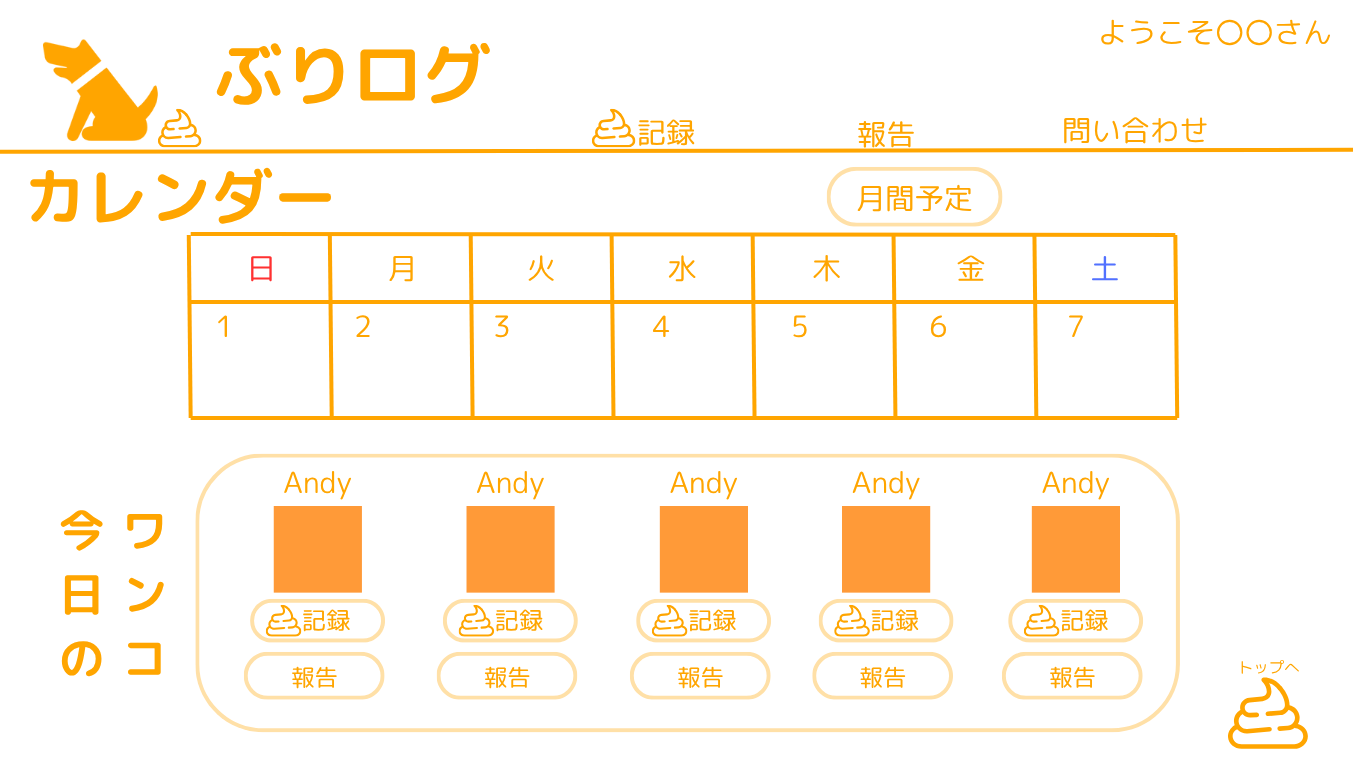 ようこそ〇〇さん
ぶりログ
記録 報告 問い合わせ
カレンダー
月間予定
日 月 火 水 木 金 土
1 2 3 4 5 6 7
今日の
ワンコ
Andy Andy Andy Andy Andy
記録 記録 記録 記録 記録
報告 報告 報告 報告 報告
トップへ